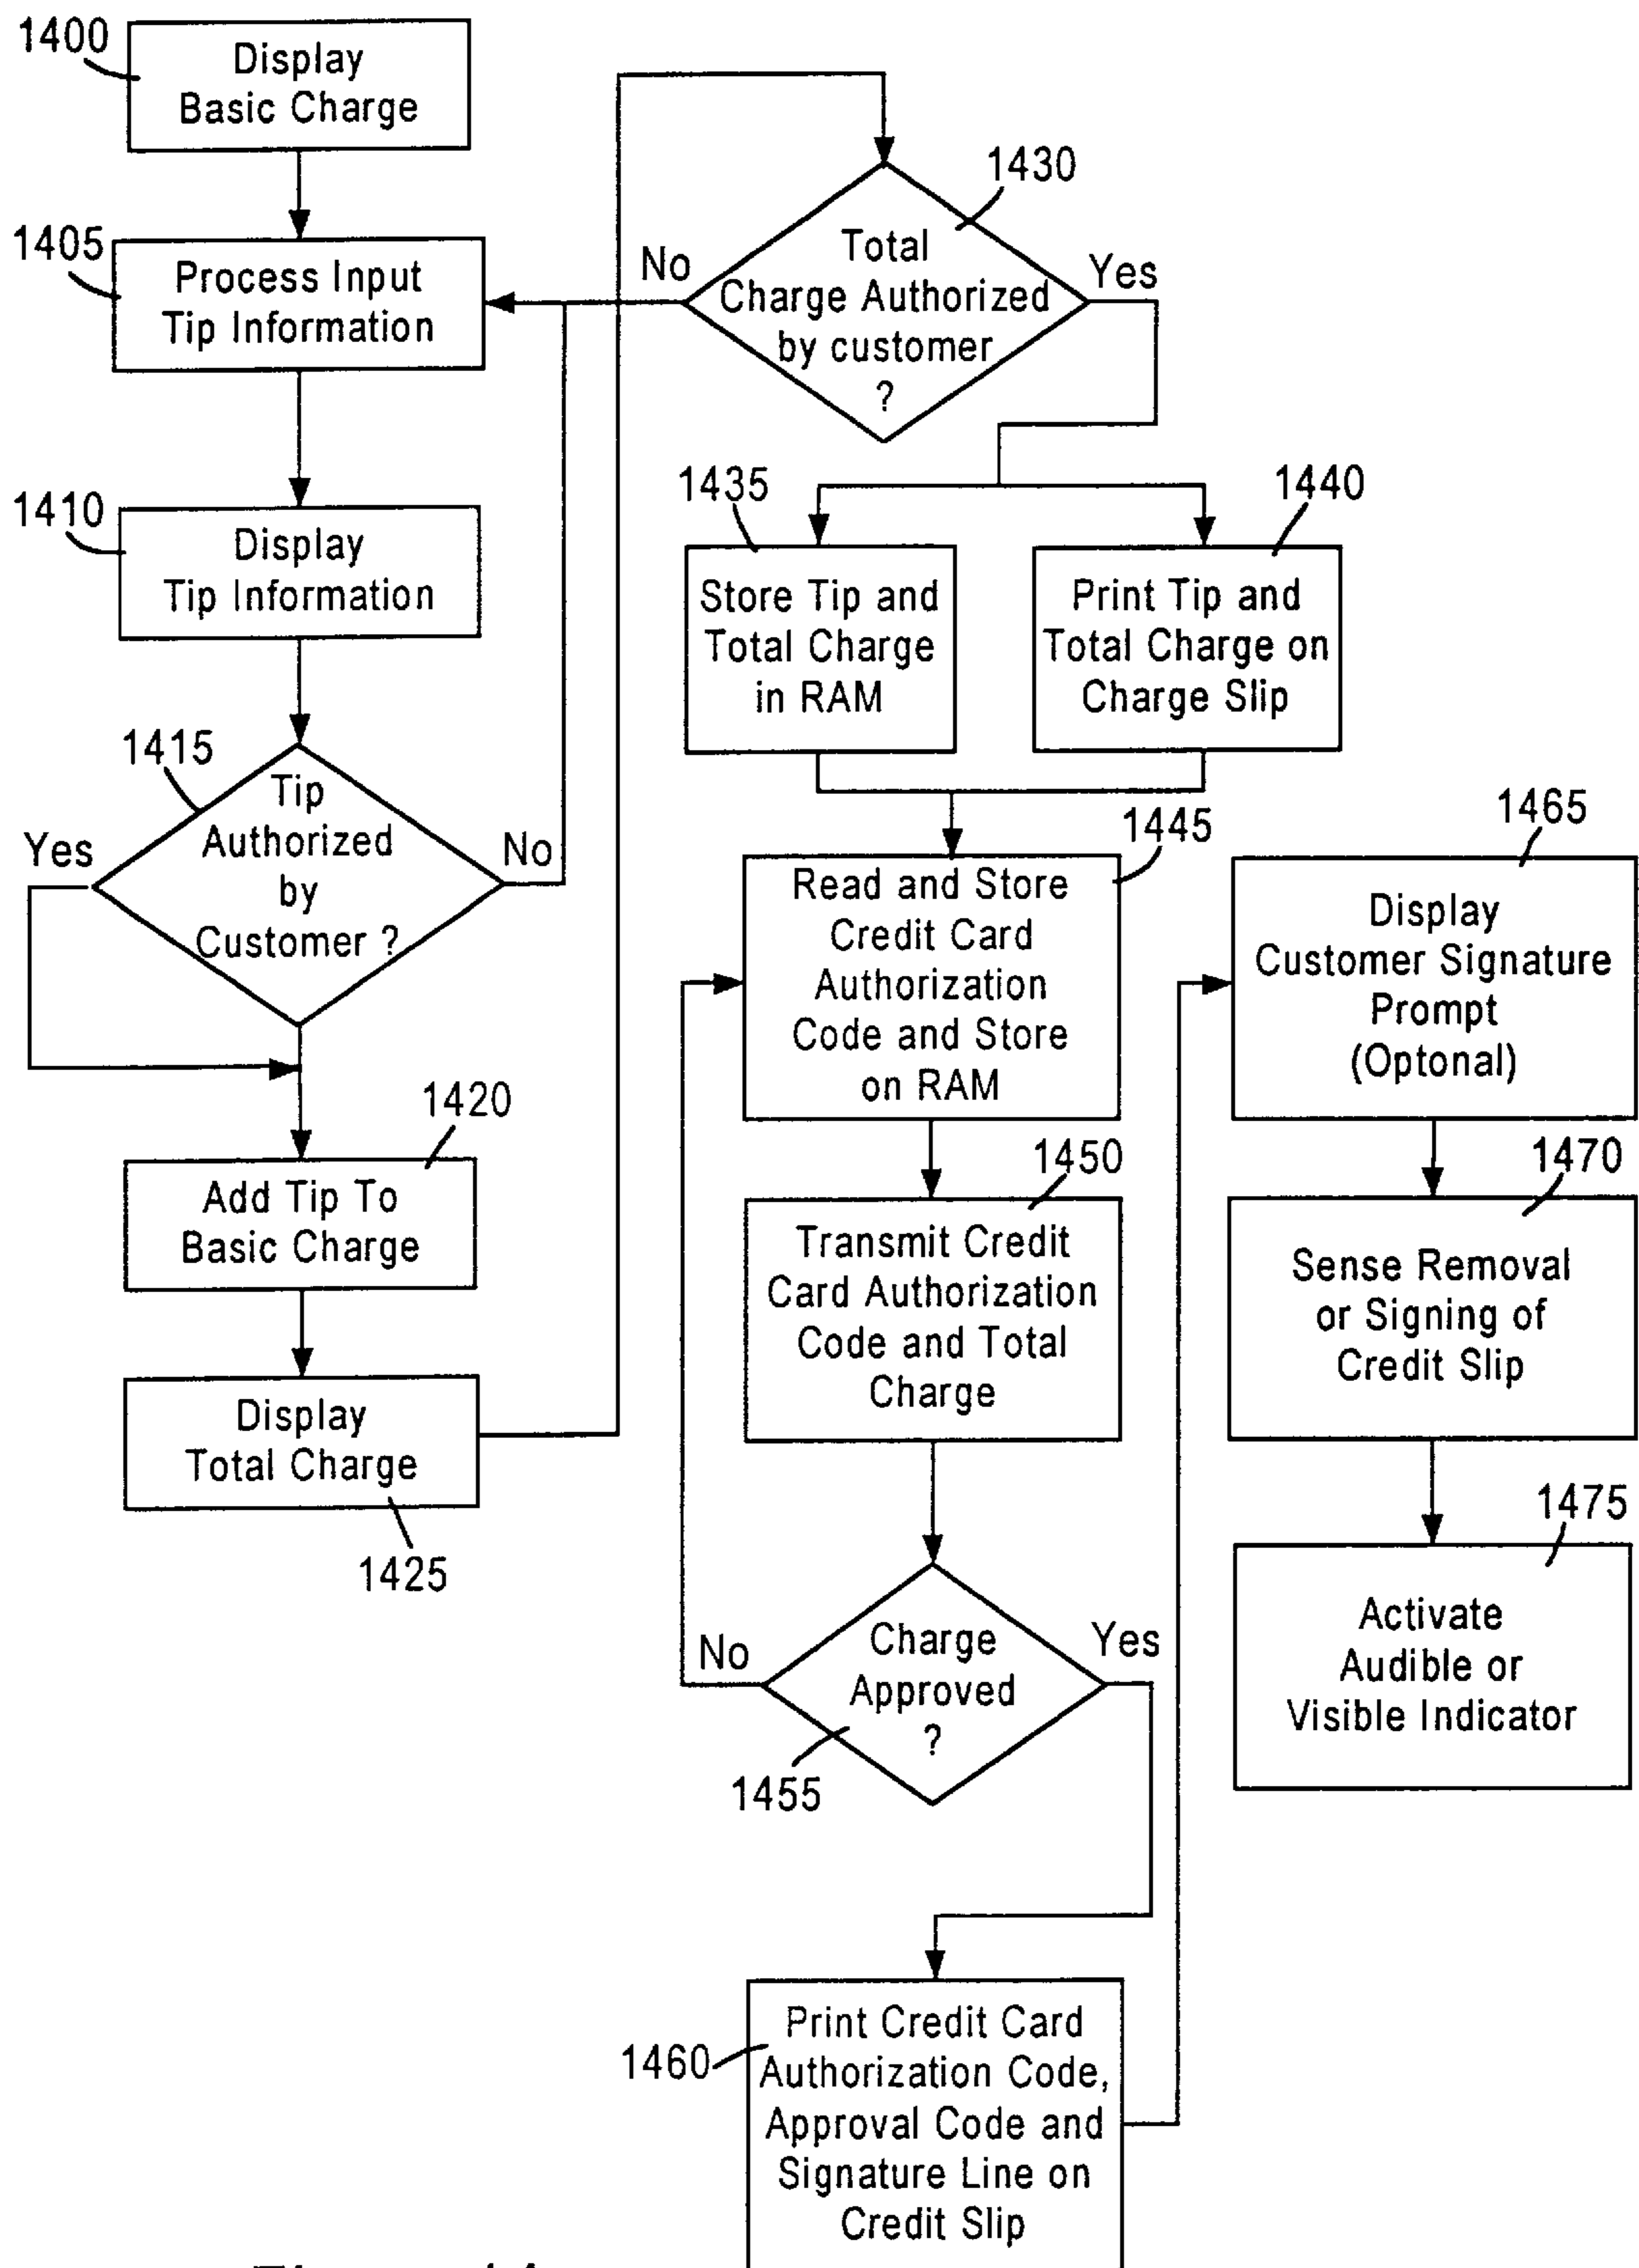 1400
Display
Basic Charge
1405
Process Input
Tip Information
1410
Display
Tip Information
1415
Tip
Authorized
by
Customer ?
Yes
No
1420
Add Tip To
Basic Charge
Display
Total Charge
1425
1430
Total
Charge Authorized
by customer
?
No
Yes
1435
Store Tip and
Total Charge
in RAM
1440
Print Tip and
Total Charge on
Charge Slip
1445
Read and Store
Credit Card
Authorization
Code and Store
on RAM
1450
Transmit Credit
Card Authorization
Code and Total
Charge
No
Charge
Approved
?
Yes
1455
1460
Print Credit Card
Authorization Code,
Approval Code and
Signature Line on
Credit Slip
1465
Display
Customer Signature
Prompt
(Optonal)
1470
Sense Removal
or Signing of
Credit Slip
1475
Activate
Audible or
Visible Indicator